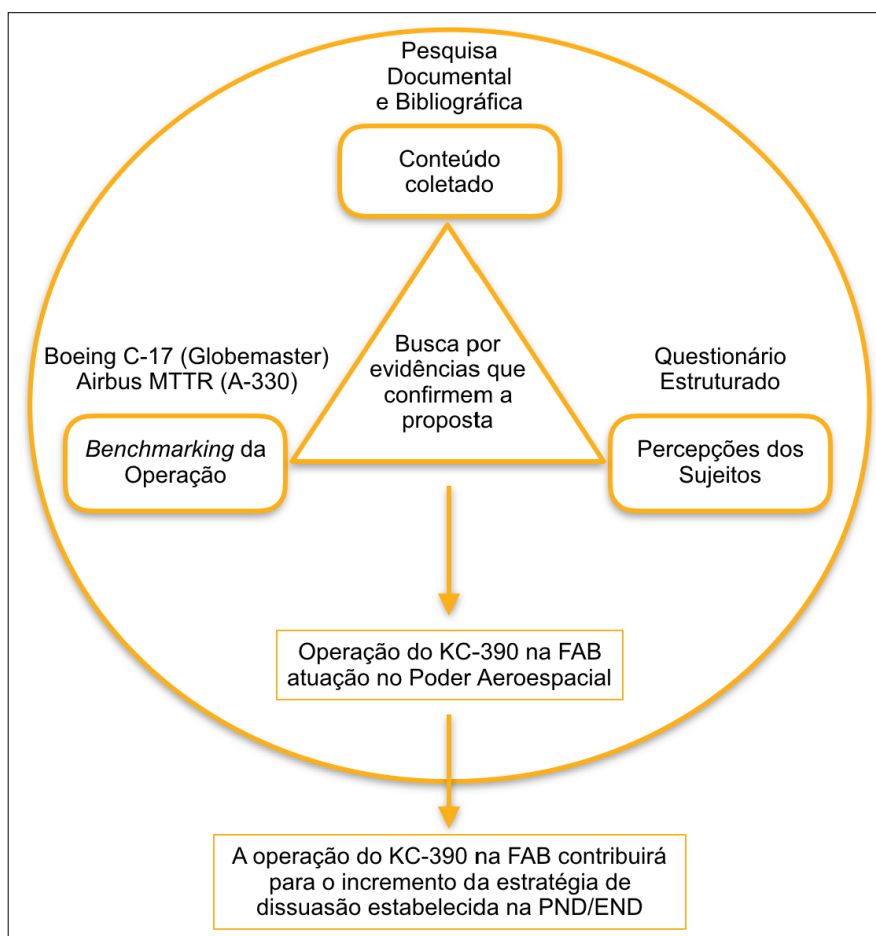 Pesquisa
Documental
e Bibliográfica
Conteúdo
coletado
Boeing C-17 (Globemaster)
Airbus MTTR (A-330)
Benchmarking da
Operação
Busca por
evidências que
confirmem a
proposta
Questionário
Estruturado
Percepções dos
Sujeitos
Operação do KC-390 na FAB
atuação no Poder Aeroespacial
A operação do KC-390 na FAB contribuirá
para o incremento da estratégia de
dissuasão estabelecida na PND/END